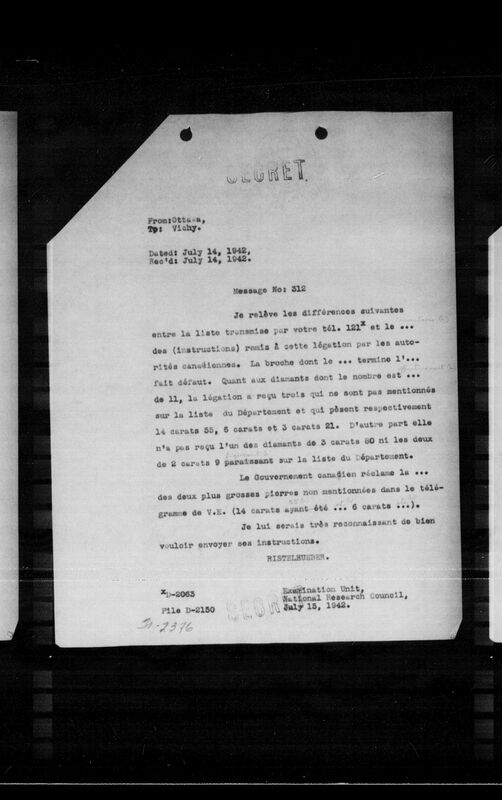 SECRET
From:Ottawa,
To: Vichy.
Dated: July 14, 1942,
Rec'd: July 14, 1942.
Message No: 312
Je relève les différences suivantes
entre la liste transmise par votre tél. 121x et le ...
des (instructions) remis à cette légation par les auto-
rités canadiennes. La broche dont le ... termine l'...
fait défaut. Quant aux diamants dont le nombre est ...
de 11, la légation a reçu trois qui ne sont pas mentionnés
sur la liste du Département et qui pèsent respectivement
14 carats 55, 6 carats et 3 carats 21. D'autre part elle
n'a pas reçu l'un des diamants de 3 carats 80 ni les deux
de 2 carats 9 paraissant sur la liste du Département.
Le Gouvernement canadien réclame la ...
des deux plus grosses pierres non mentionnées dans le télé-
gramme de V.E. (14 carats ayant été ... 6 carats ...).
Je lui serais très reconnaissant de bien
vouloir envoyer ses instructions.
RISTELHUEBER.
xD-2063
File D-2150
Examination Unit,
National Research Council,
July 15, 1942.
SECRET
-2376